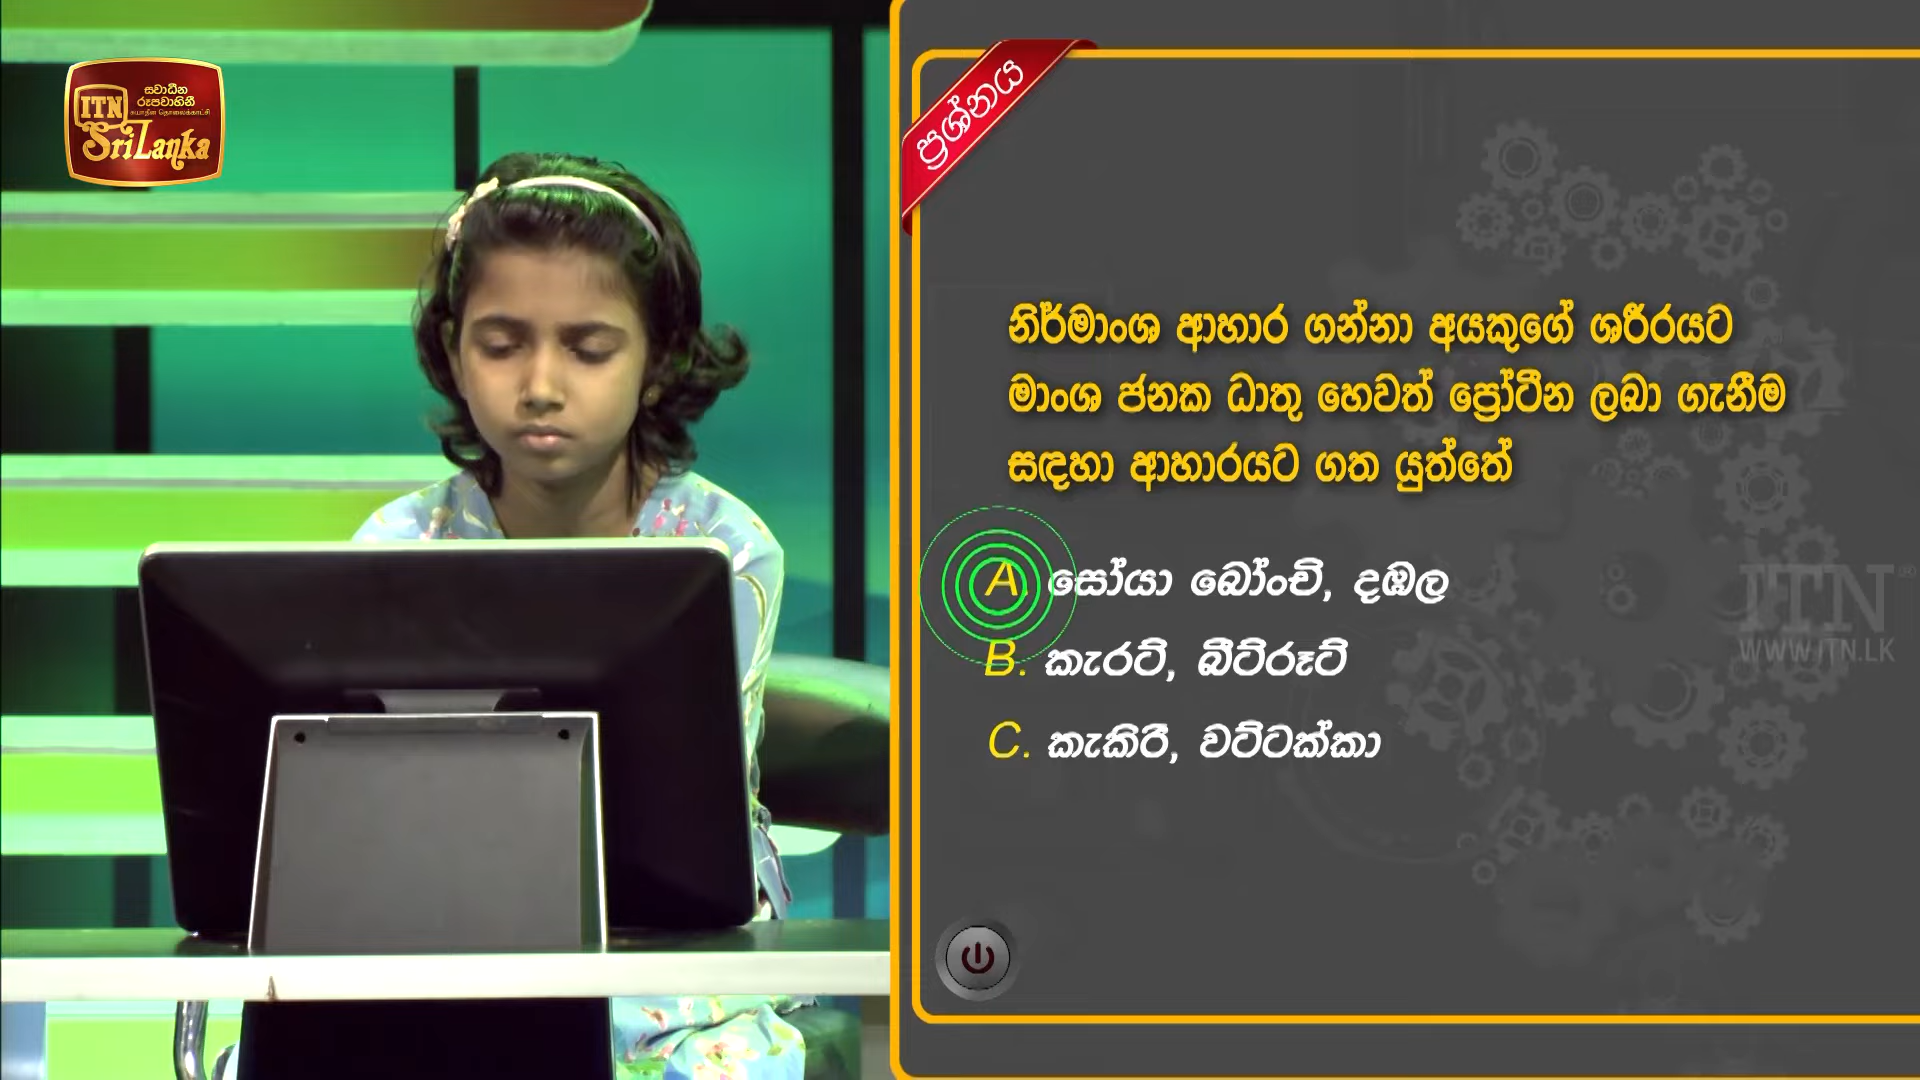 ස්වාධීන
රූපවාහිනී
சுயாதீன தொலைக்காட்சி
ITN
Sri Lanka
ප්‍රශ්නය
නිර්මාංශ ආහාර ගන්නා අයකුගේ ශරීරයට
මාංශ ජනක ධාතු හෙවත් ප්‍රෝටීන ලබා ගැනීම
සඳහා ආහාරයට ගත යුත්තේ
A. සෝයා බෝංචි, දඹල
B. කැරට්, බීට්රූට්
C. කැකිරි, වට්ටක්කා
ITN
WWW.ITN.LK